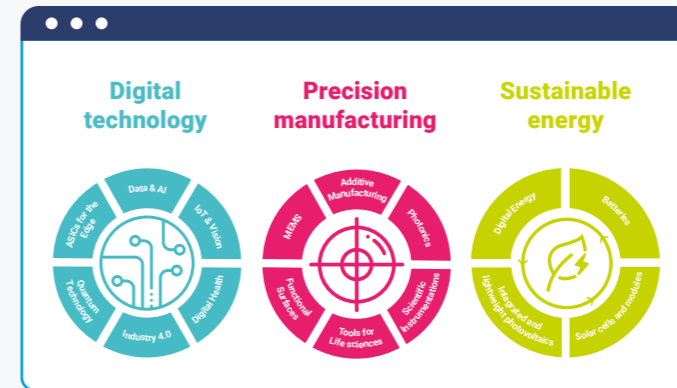 Digital
technology
Precision
manufacturing
Sustainable
energy
Data & AI
IoT & Vision
Digital Health
Industry 4.0
Quantum
Technology
ASICs for the
Edge
Additive
Manufacturing
Photonics
Scientific
Instrumentations
Tools for
Life sciences
Functional
Surfaces
MEMS
Digital Energy
Batteries
Solar cells and modules
Integrated and
lightweight photovoltaics